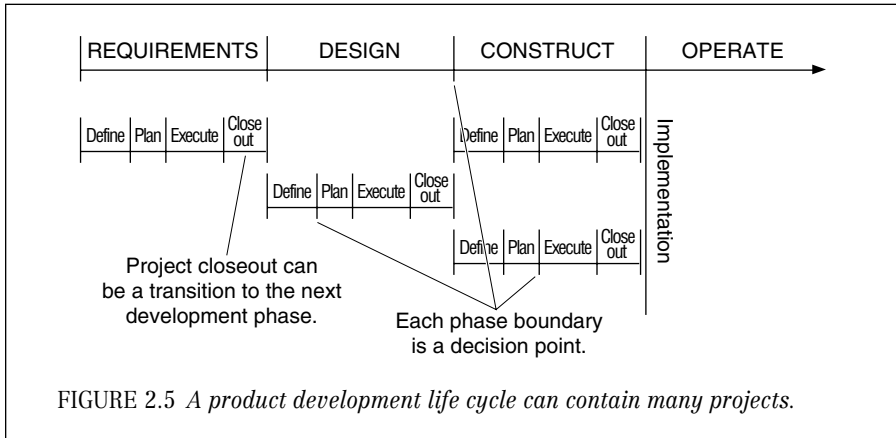 REQUIREMENTS DESIGN CONSTRUCT OPERATE
Define Plan Execute Close out
Define Plan Execute Close out
Implementation
Define Plan Execute Close out
Define Plan Execute Close out
Project closeout can
be a transition to the next
development phase.
Each phase boundary
is a decision point.
FIGURE 2.5 A product development life cycle can contain many projects.